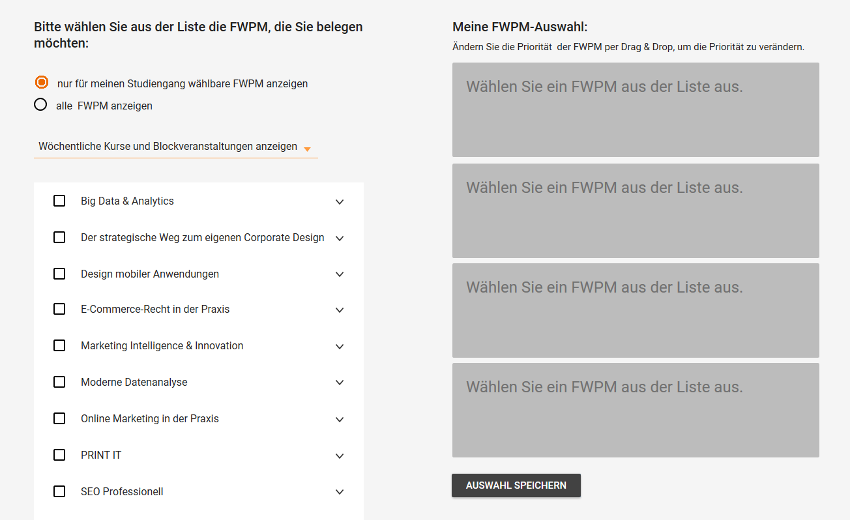 Bitte wählen Sie aus der Liste die FWPM, die Sie belegen
möchten:
nur für meinen Studiengang wählbare FWPM anzeigen
alle FWPM anzeigen
Wöchentliche Kurse und Blockveranstaltungen anzeigen
Big Data & Analytics
Der strategische Weg zum eigenen Corporate Design
Design mobiler Anwendungen
E-Commerce-Recht in der Praxis
Marketing Intelligence & Innovation
Moderne Datenanalyse
Online Marketing in der Praxis
PRINT IT
SEO Professionell
Meine FWPM-Auswahl:
Ändern Sie die Priorität der FWPM per Drag & Drop, um die Priorität zu verändern.
Wählen Sie ein FWPM aus der Liste aus.
Wählen Sie ein FWPM aus der Liste aus.
Wählen Sie ein FWPM aus der Liste aus.
Wählen Sie ein FWPM aus der Liste aus.
AUSWAHL SPEICHERN